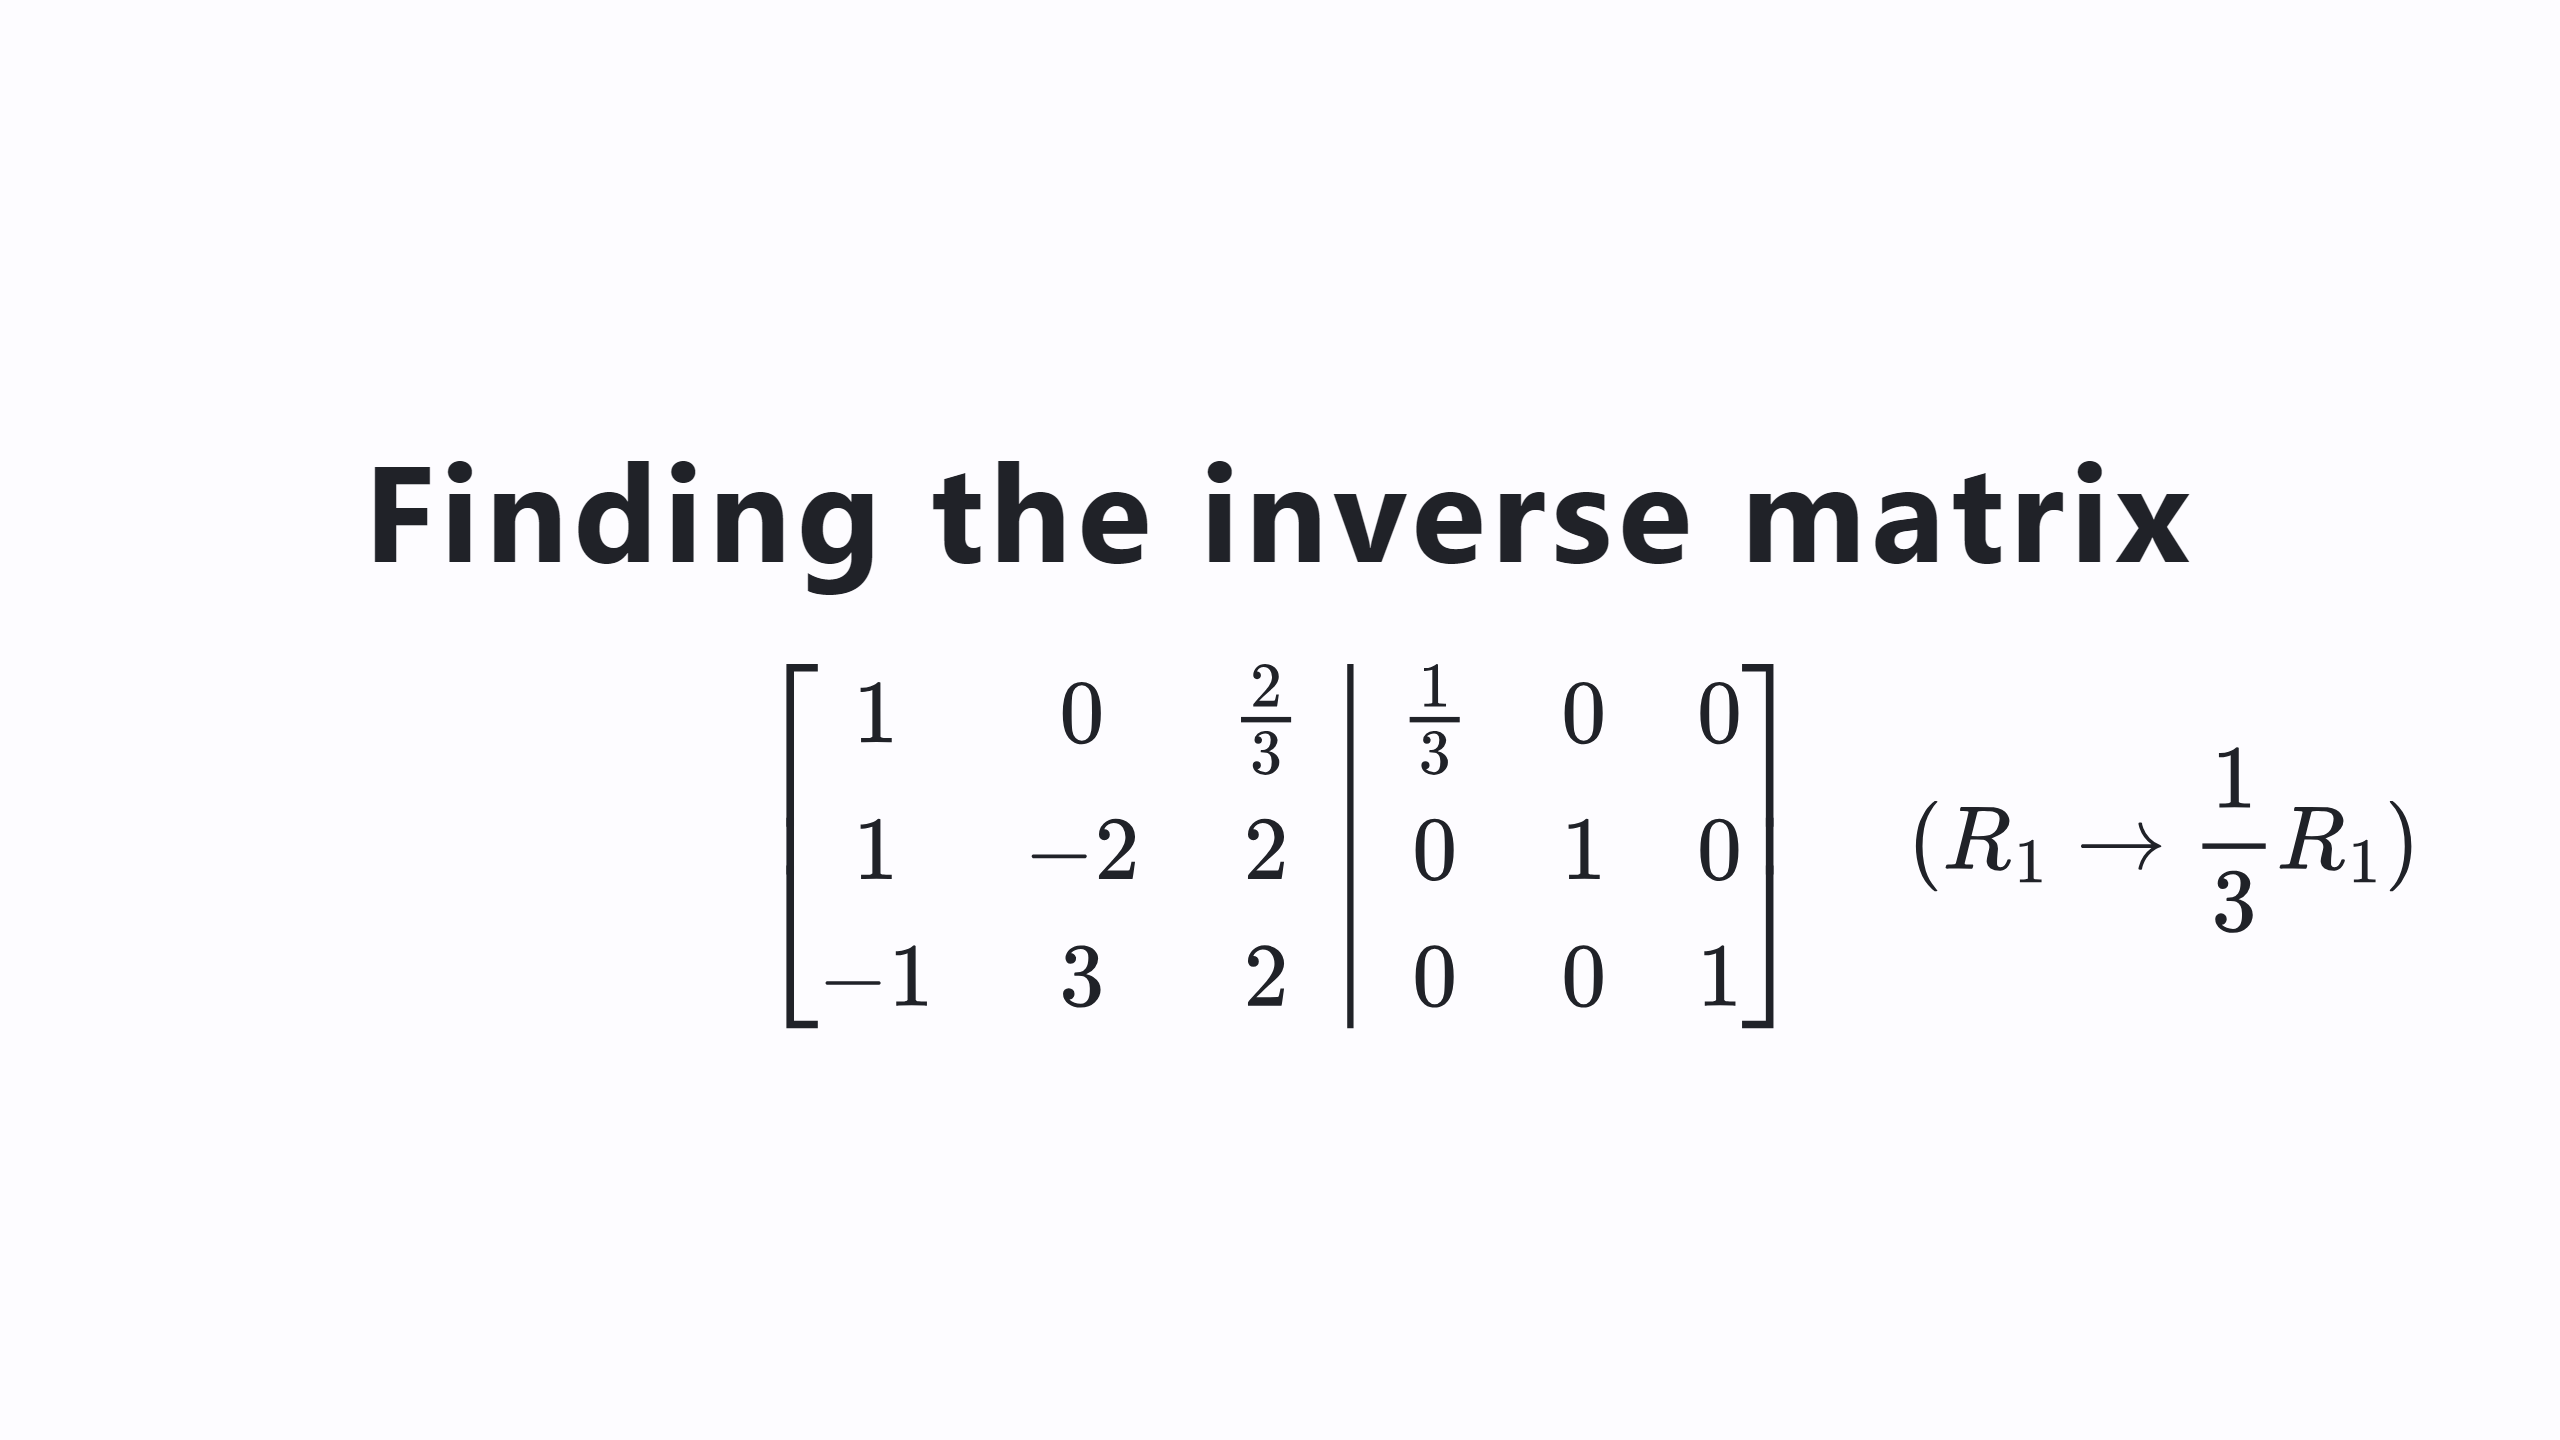 Finding the inverse matrix
[ 1 0 2/3 | 1/3 0 0 ]
[ 1 −2 2 | 0 1 0 ] (R₁ → 1/3 R₁)
[ −1 3 2 | 0 0 1 ]